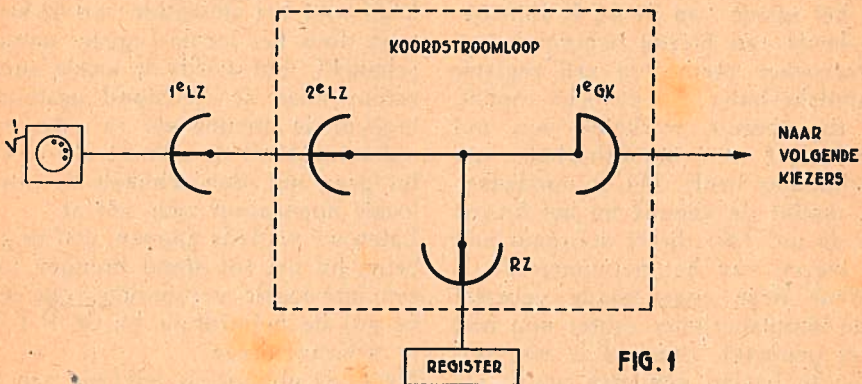 KOORDSTROOMLOOP
1e LZ
2e LZ
1e GK
NAAR
VOLGENDE
KIEZERS
RZ
REGISTER
FIG. 1